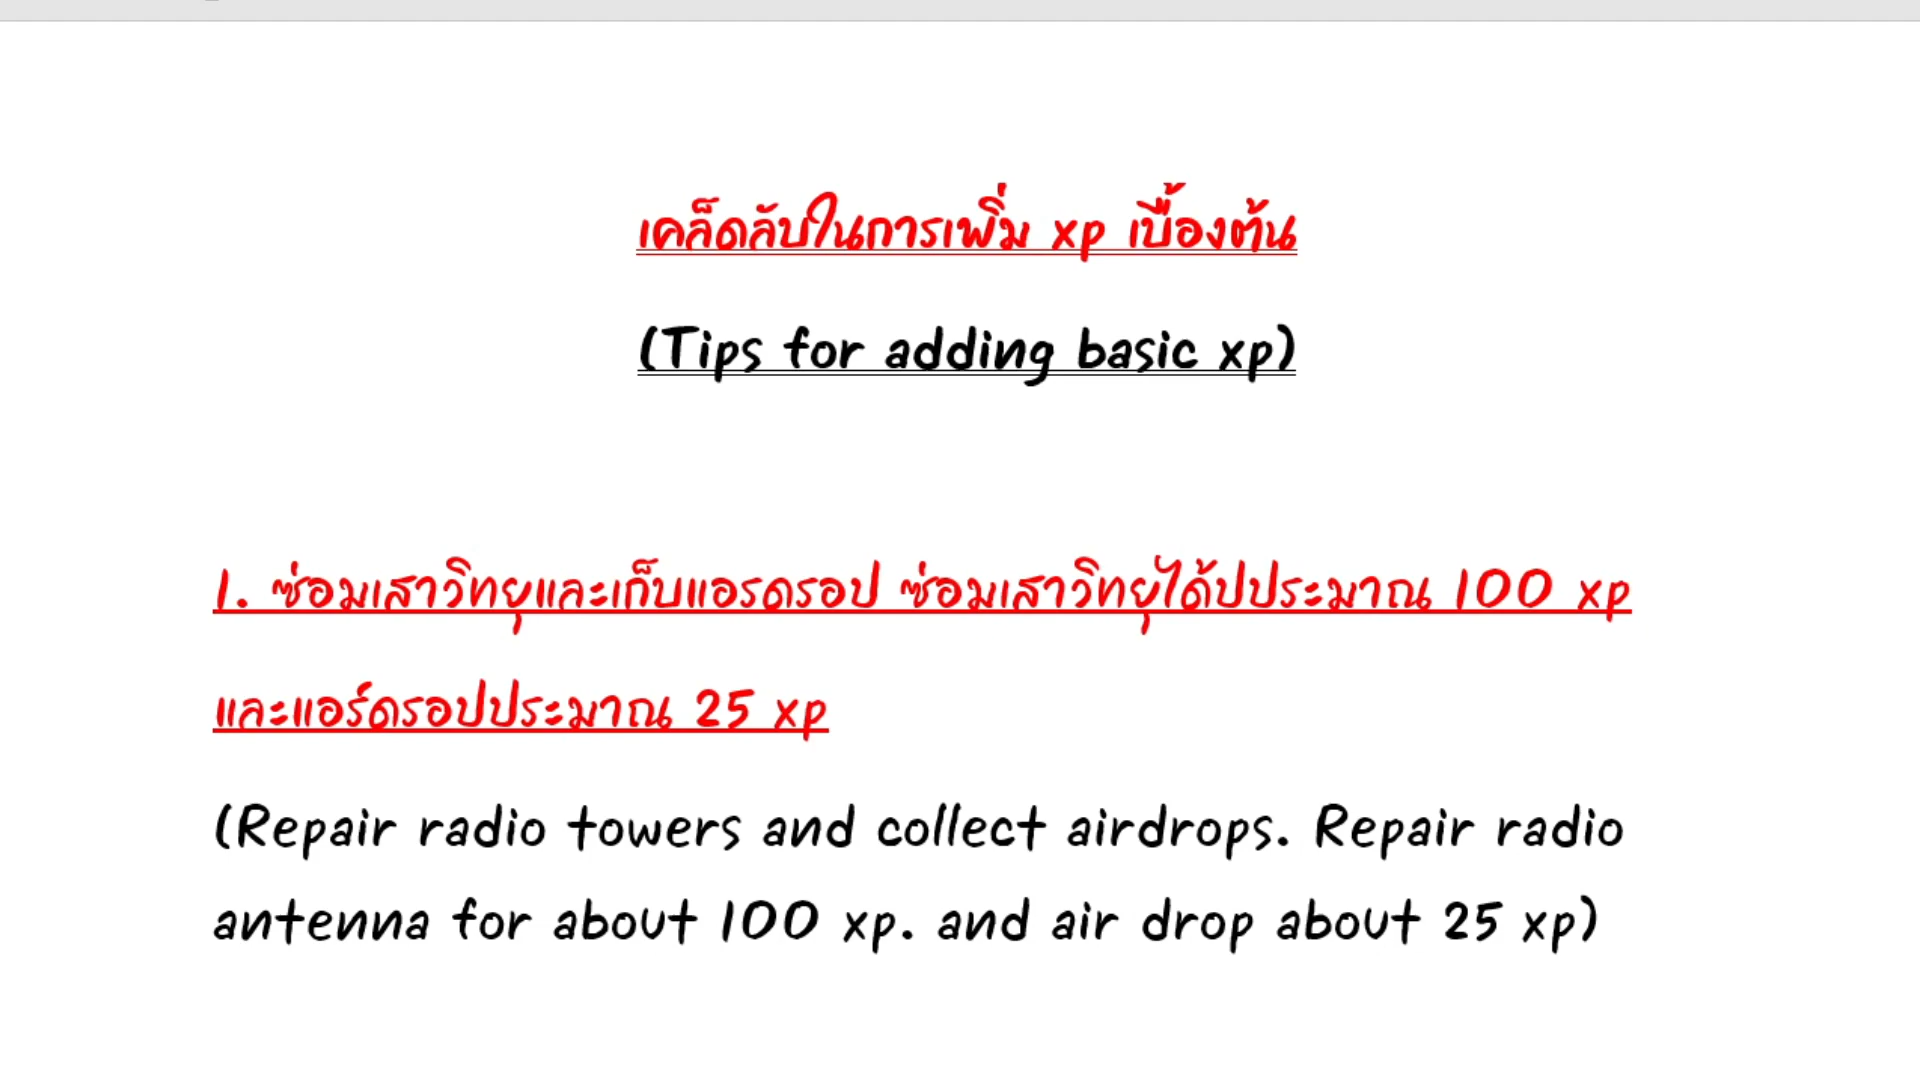 เคล็ดลับในการเพิ่ม xp เบื้องต้น
(Tips for adding basic xp)
1. ซ่อมเสาวิทยุและเก็บแอรดรอป ซ่อมเสาวิทยุได้ปประมาณ 100 xp
และแอร์ดรอปประมาณ 25 xp
(Repair radio towers and collect airdrops. Repair radio
antenna for about 100 xp. and air drop about 25 xp)